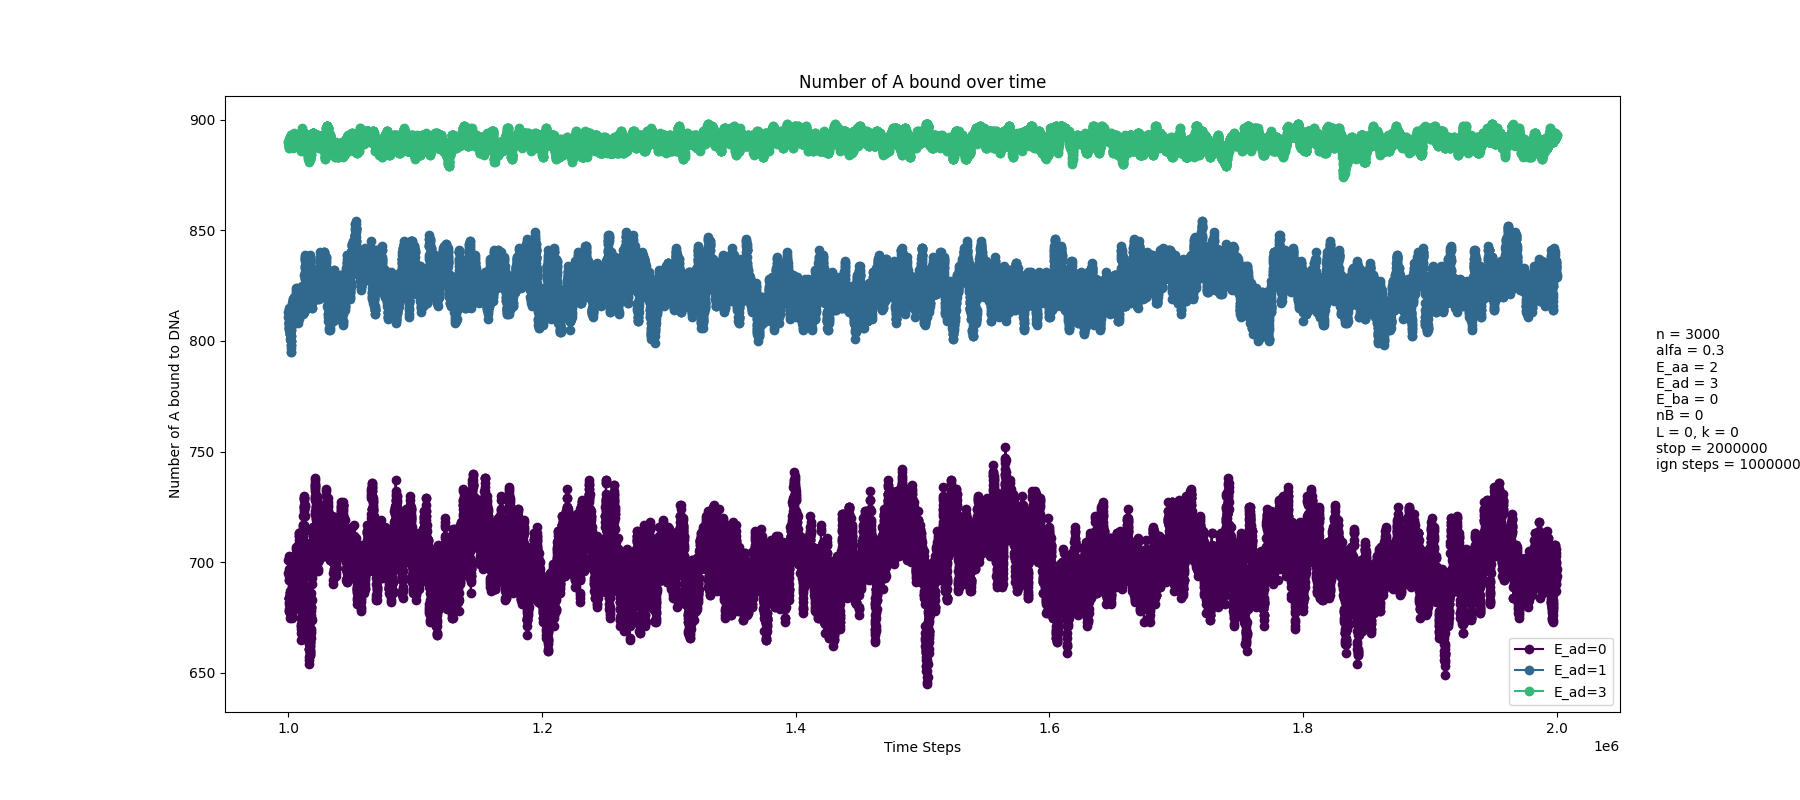 Number of A bound over time
Number of A bound to DNA
900
850
800
750
700
650
1.0
1.2
1.4
1.6
1.8
2.0
1e6
Time Steps
E_ad=0
E_ad=1
E_ad=3
n = 3000
alfa = 0.3
E_aa = 2
E_ad = 3
E_ba = 0
nB = 0
L = 0, k = 0
stop = 2000000
ign steps = 1000000